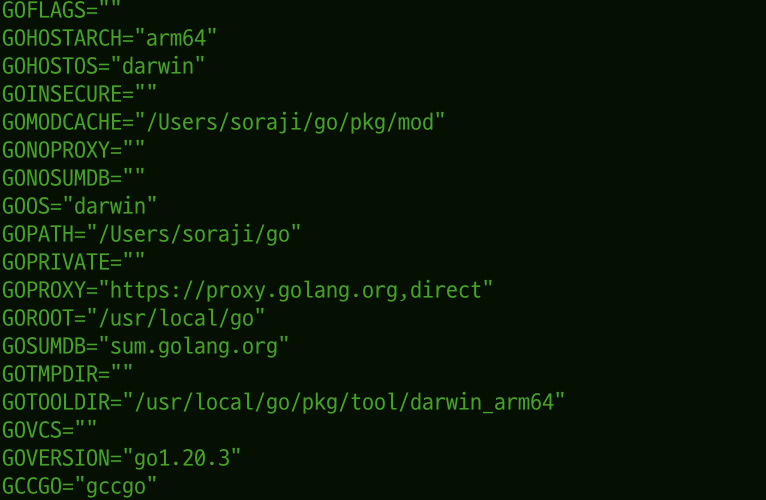 GOFLAGS=""
GOHOSTARCH="arm64"
GOHOSTOS="darwin"
GOINSECURE=""
GOMODCACHE="/Users/soraji/go/pkg/mod"
GONOPROXY=""
GONOSUMDB=""
GOOS="darwin"
GOPATH="/Users/soraji/go"
GOPRIVATE=""
GOPROXY="https://proxy.golang.org,direct"
GOROOT="/usr/local/go"
GOSUMDB="sum.golang.org"
GOTMPDIR=""
GOTOOLDIR="/usr/local/go/pkg/tool/darwin_arm64"
GOVCS=""
GOVERSION="go1.20.3"
GCCGO="gccgo"